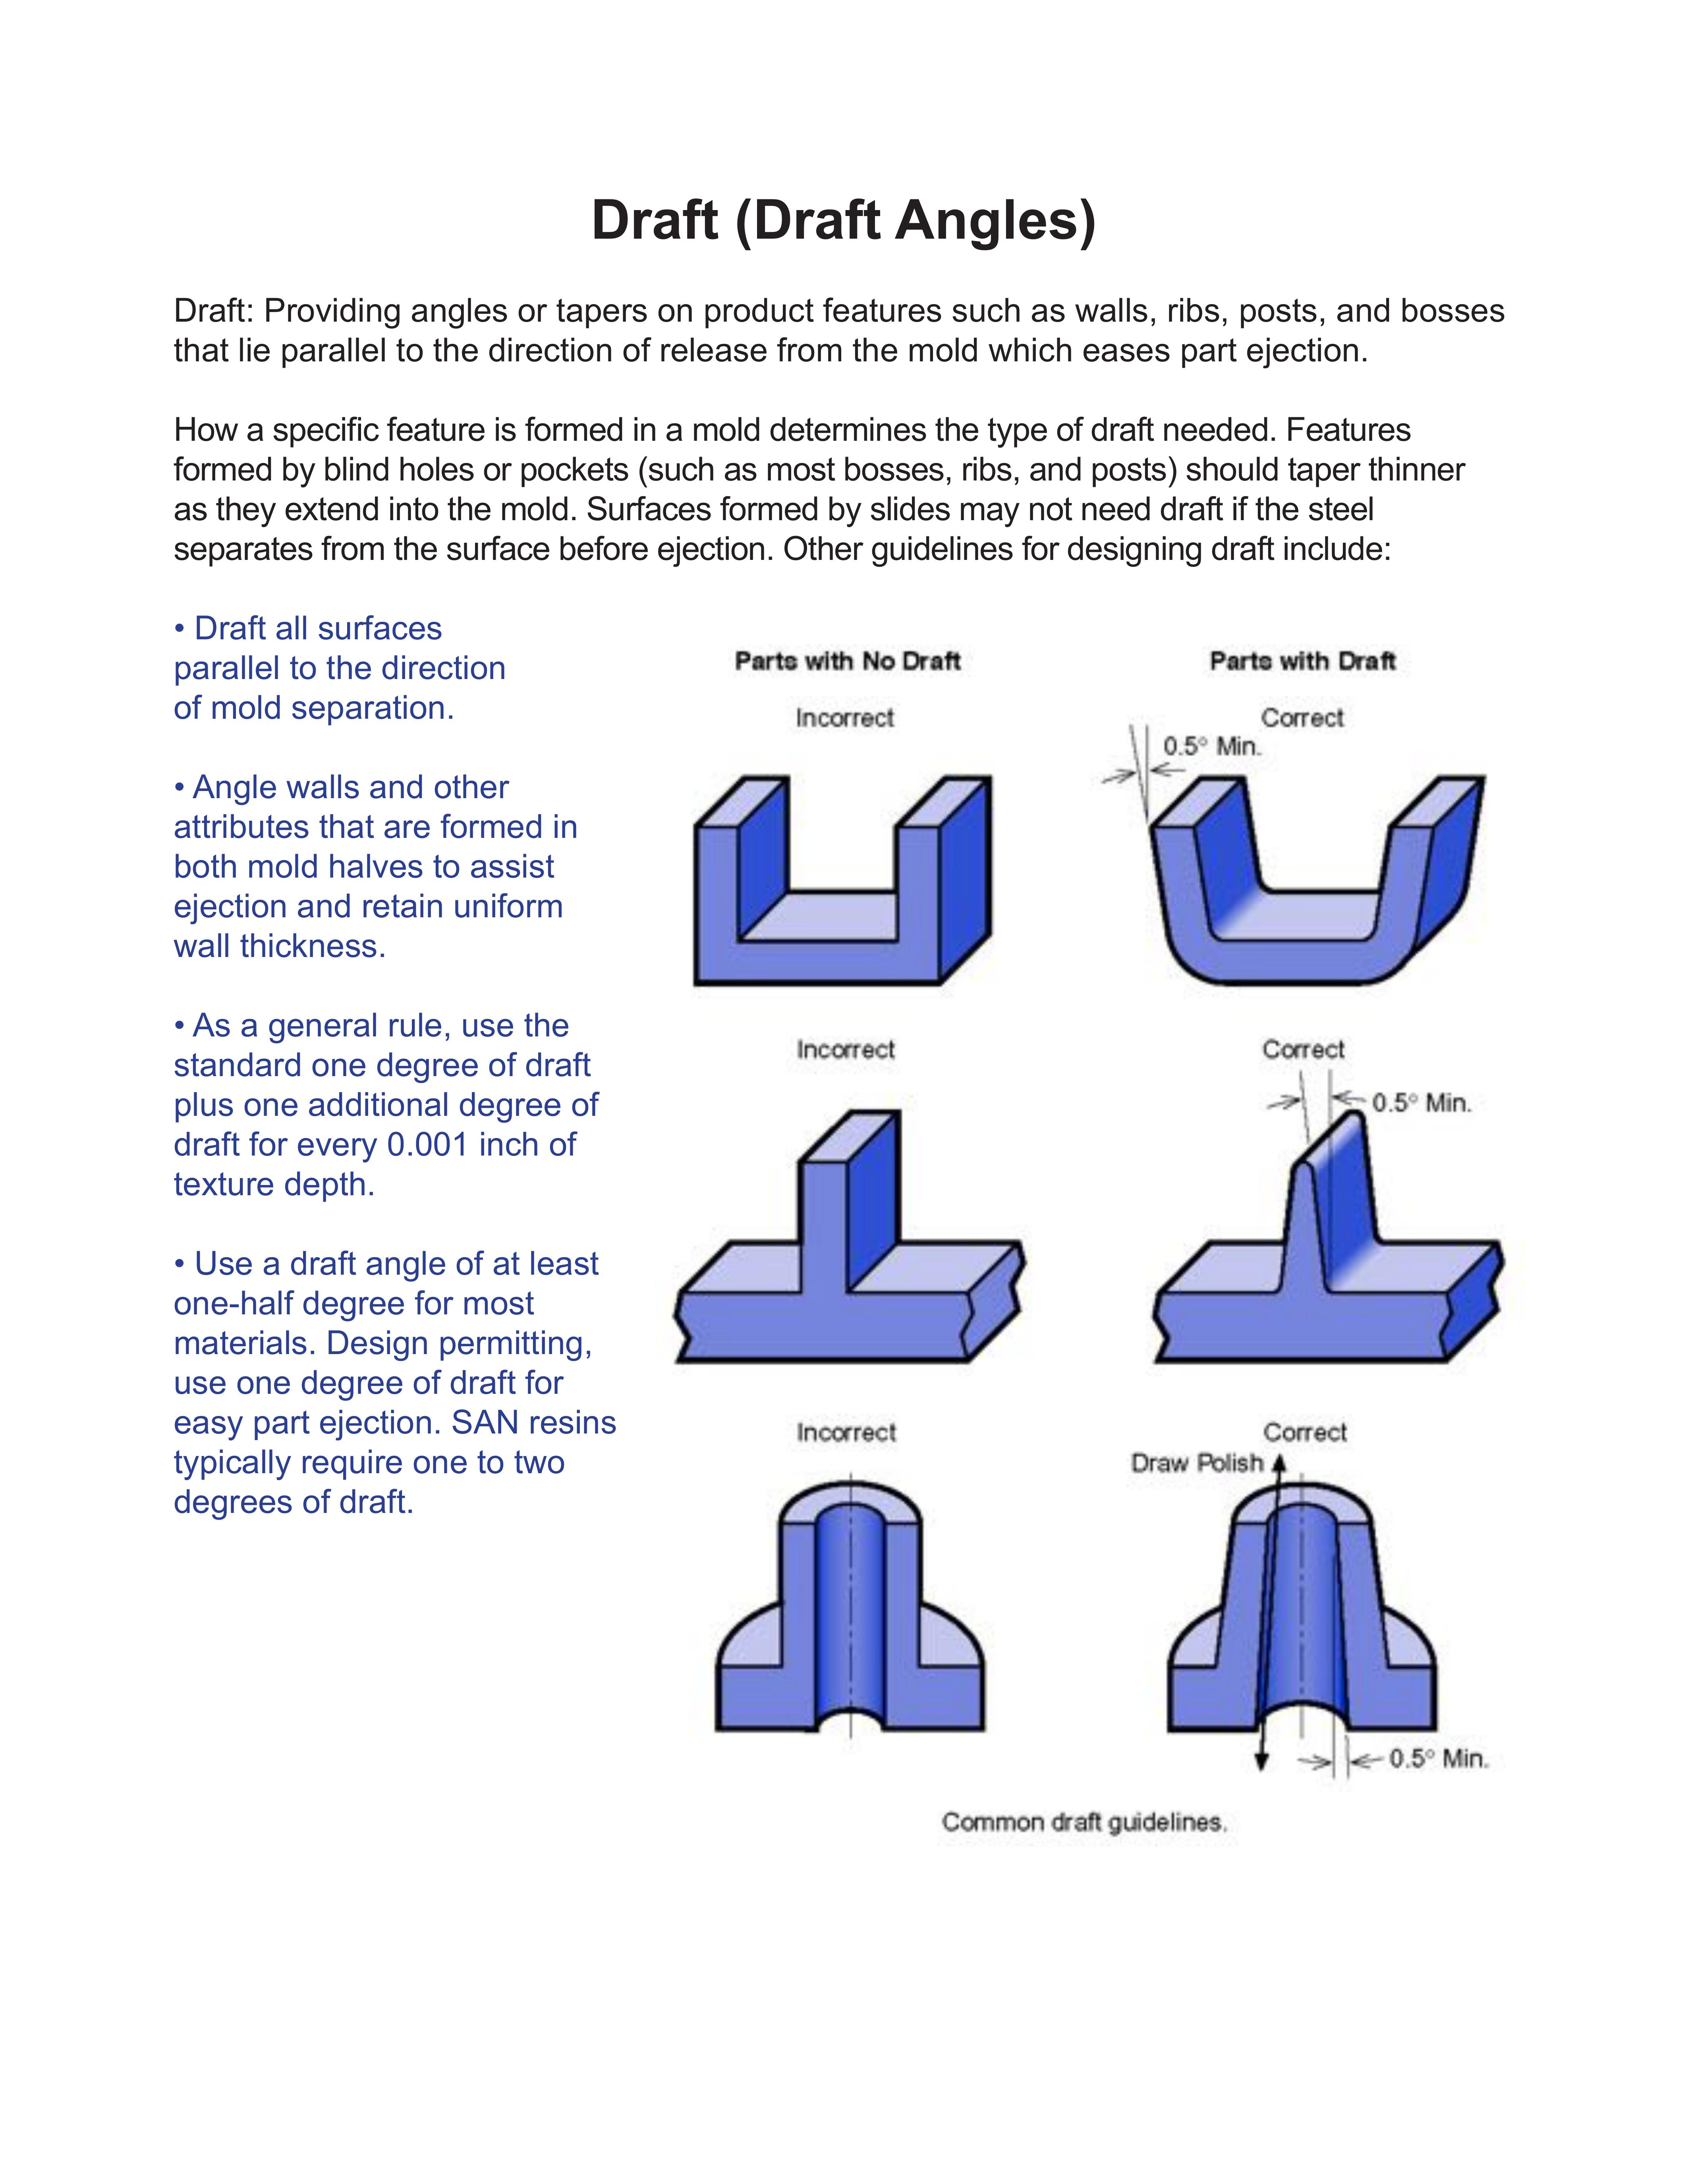 Draft (Draft Angles)
Draft: Providing angles or tapers on product features such as walls, ribs, posts, and bosses
that lie parallel to the direction of release from the mold which eases part ejection.
How a specific feature is formed in a mold determines the type of draft needed. Features
formed by blind holes or pockets (such as most bosses, ribs, and posts) should taper thinner
as they extend into the mold. Surfaces formed by slides may not need draft if the steel
separates from the surface before ejection. Other guidelines for designing draft include:
• Draft all surfaces
parallel to the direction
of mold separation.
• Angle walls and other
attributes that are formed in
both mold halves to assist
ejection and retain uniform
wall thickness.
• As a general rule, use the
standard one degree of draft
plus one additional degree of
draft for every 0.001 inch of
texture depth.
• Use a draft angle of at least
one-half degree for most
materials. Design permitting,
use one degree of draft for
easy part ejection. SAN resins
typically require one to two
degrees of draft.
Parts with No Draft
Parts with Draft
Incorrect
Correct
0.5° Min.
Incorrect
Correct
0.5° Min.
Incorrect
Correct
Draw Polish
0.5° Min.
Common draft guidelines.